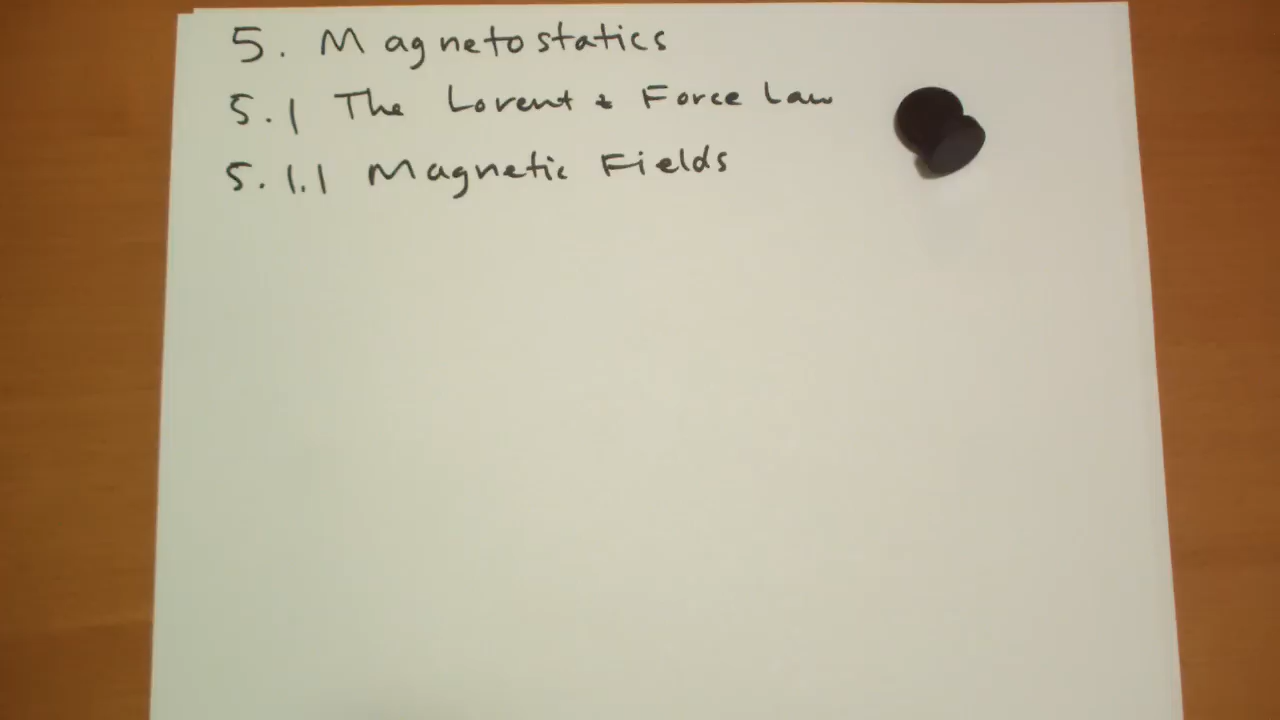 5. Magnetostatics
5.1 The Lorentz Force Law
5.1.1 Magnetic Fields